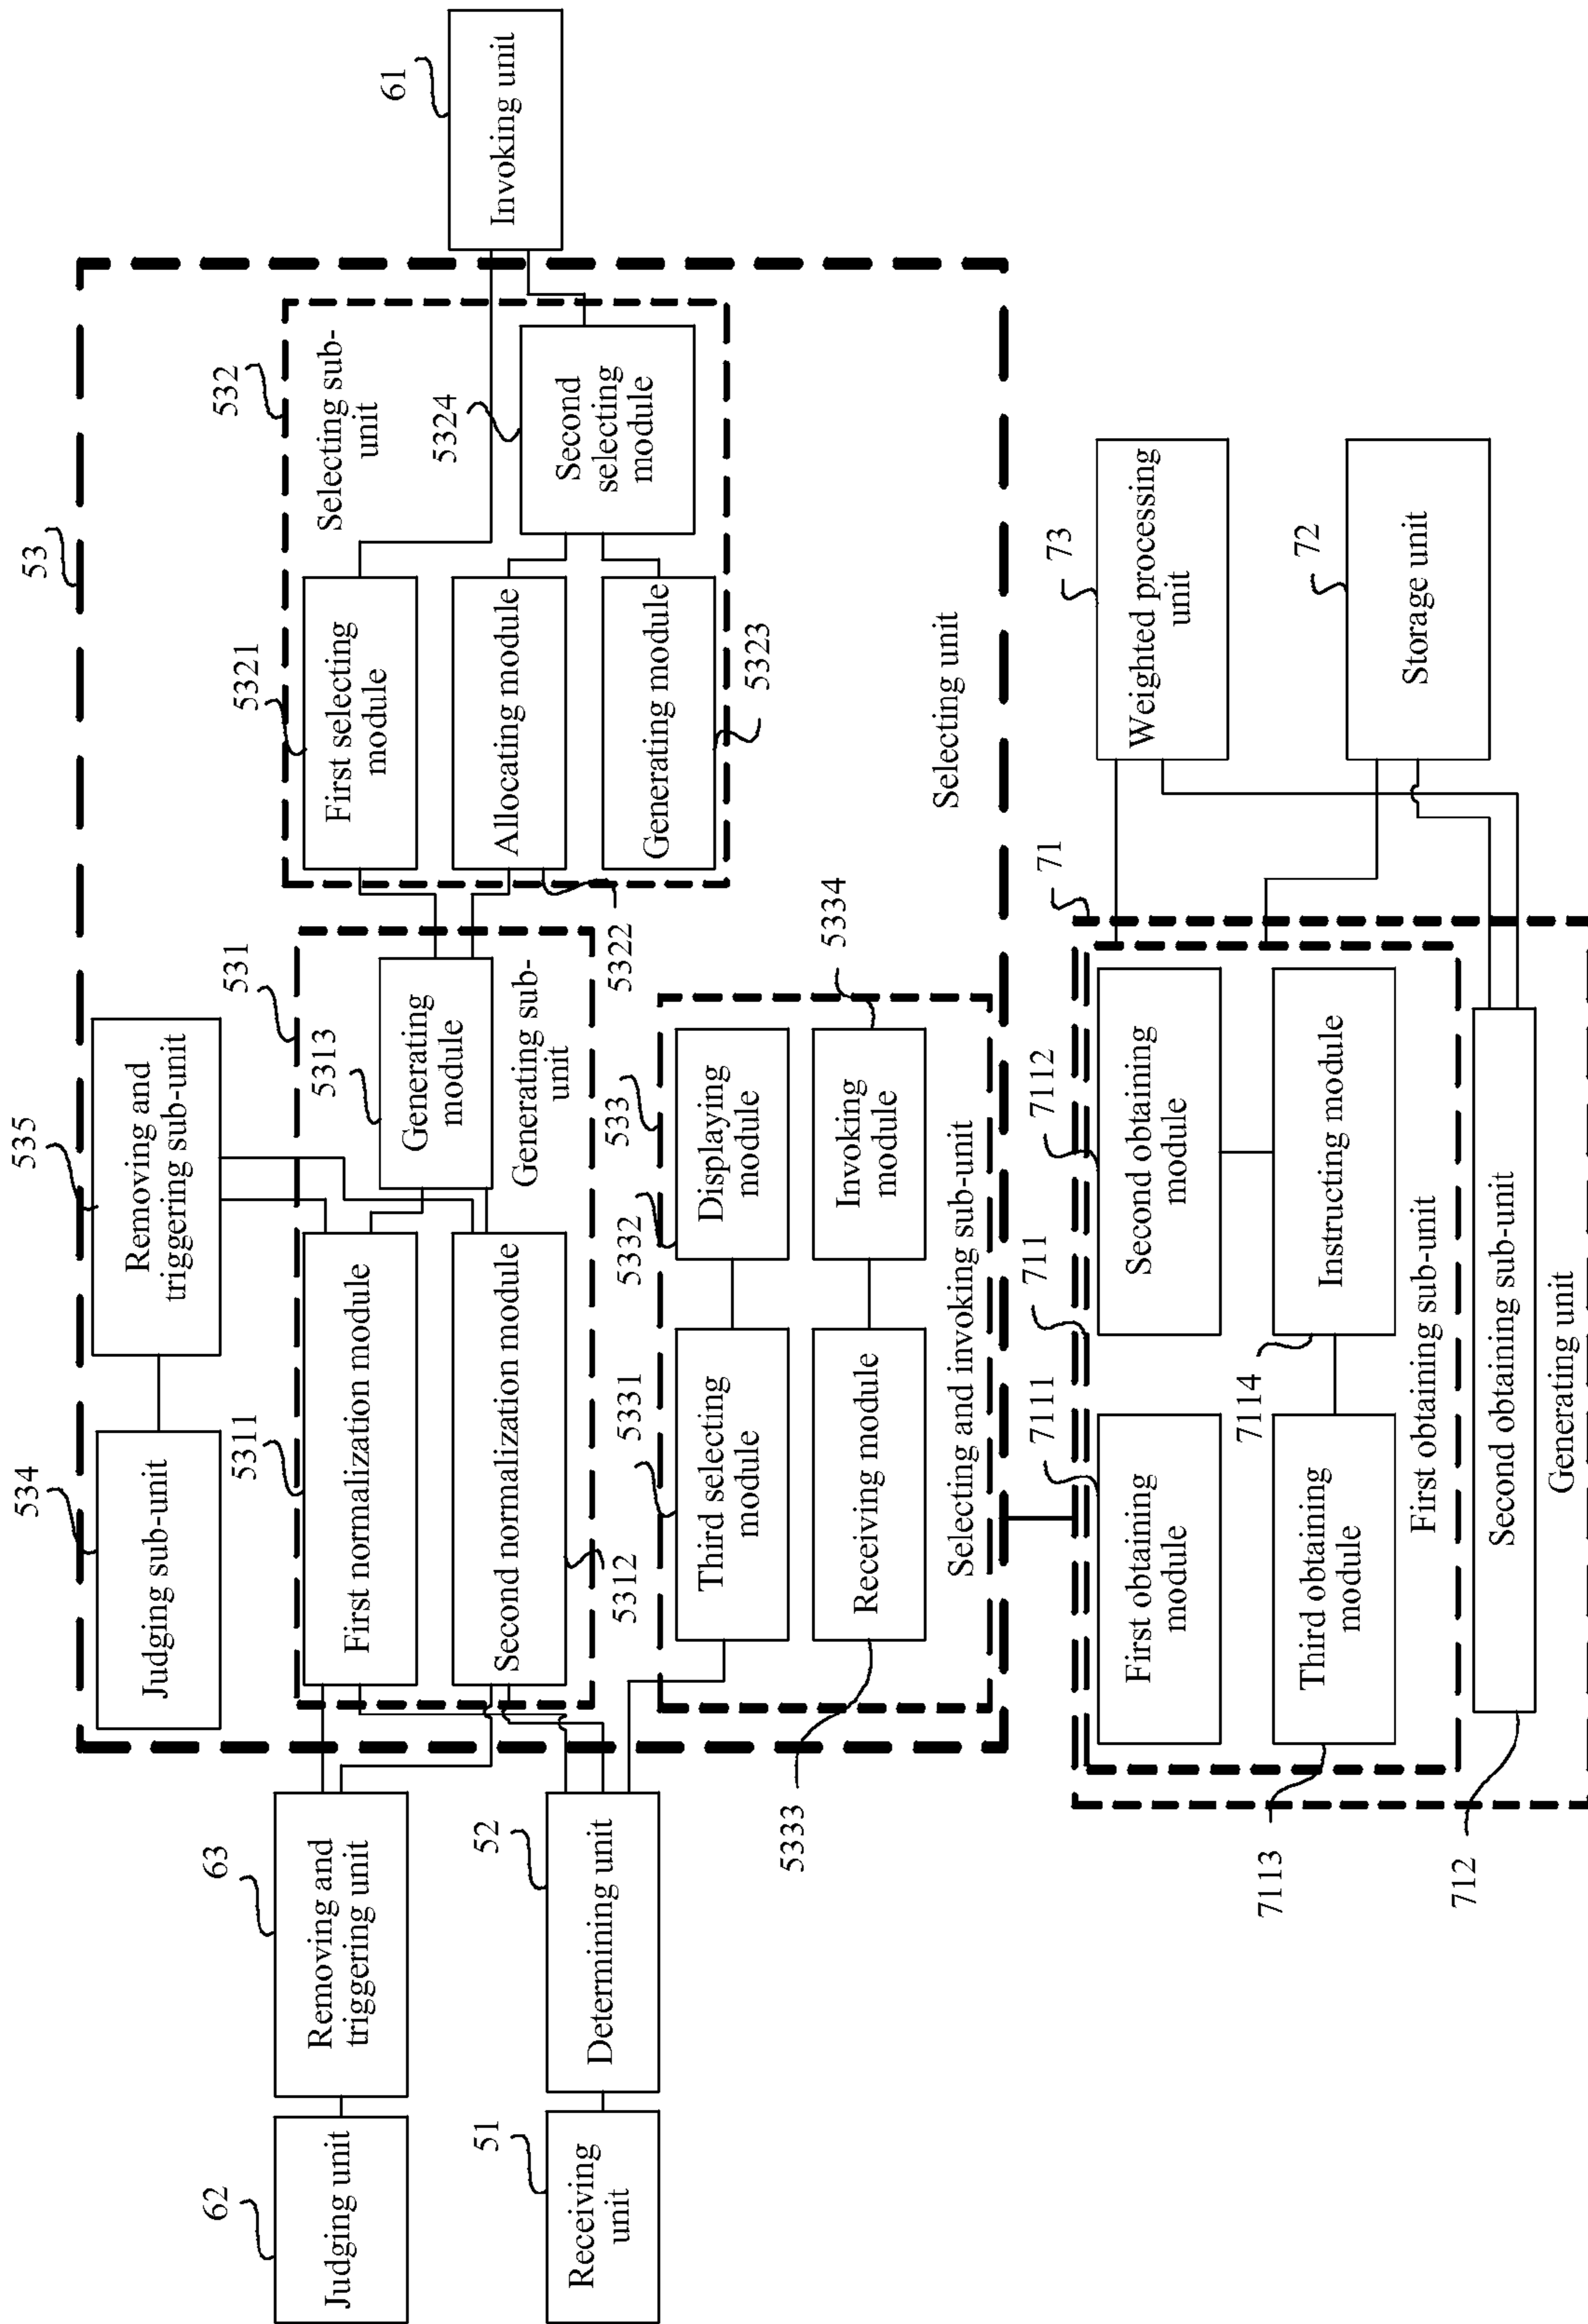 53
535
Removing and
triggering sub-unit
534
Judging sub-unit
61
Invoking unit
532
Selecting sub-
unit
5321
First selecting
module
5324
Second
selecting
module
Allocating module
5322
Generating module
5323
531
5313
Generating
module
Generating sub-
unit
5311
First normalization module
Second normalization module
5312
63
Removing and
triggering unit
62
Judging unit
52
Determining unit
51
Receiving
unit
533
5332
Displaying
module
5334
Invoking
module
5331
Third selecting
module
Receiving module
5333
Selecting and invoking sub-unit
Selecting unit
73
Weighted processing
unit
72
Storage unit
71
711
7112
Second obtaining
module
7111
First obtaining
module
Instructing module
7114
Third obtaining
module
7113
First obtaining sub-unit
Second obtaining sub-unit
712
Generating unit